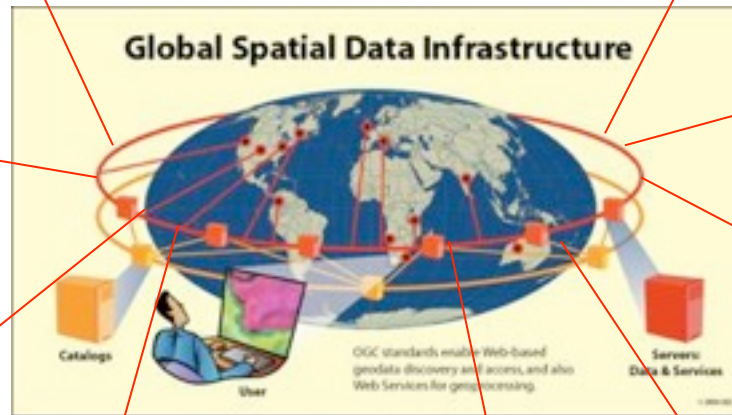 Global Spatial Data Infrastructure
Catalogs
User
OGC standards enable Web-based
geodata discovery and access, and also
Web Services for geoprocessing.
Servers:
Data & Services